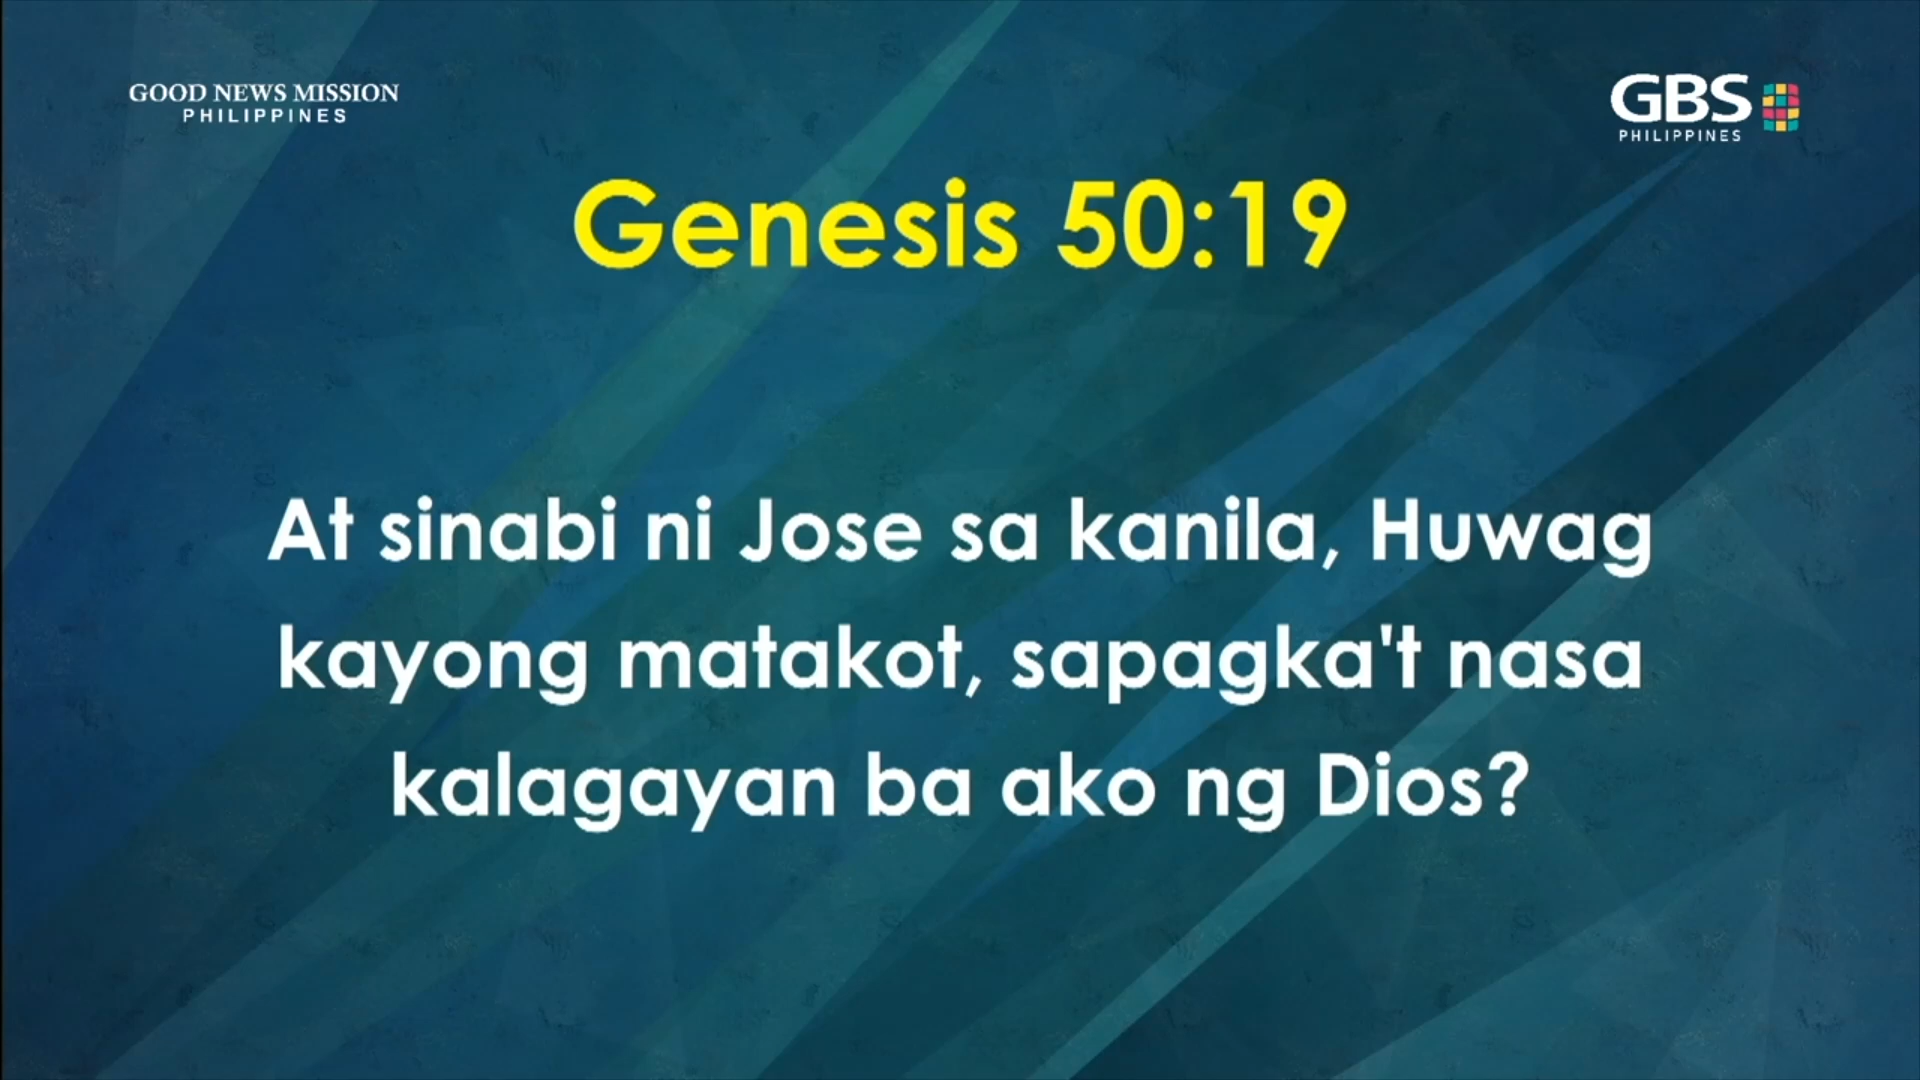 GOOD NEWS MISSION
PHILIPPINES
GBS
PHILIPPINES
Genesis 50:19
At sinabi ni Jose sa kanila, Huwag
kayong matakot, sapagka't nasa
kalagayan ba ako ng Dios?